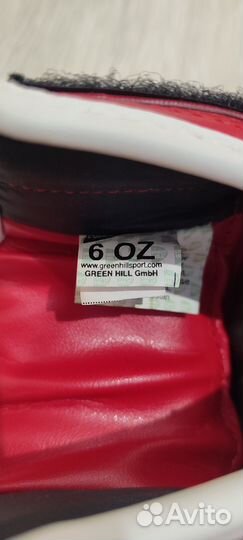 6 OZ
www.greenhillsport.com
GREEN HILL GmbH
Avito